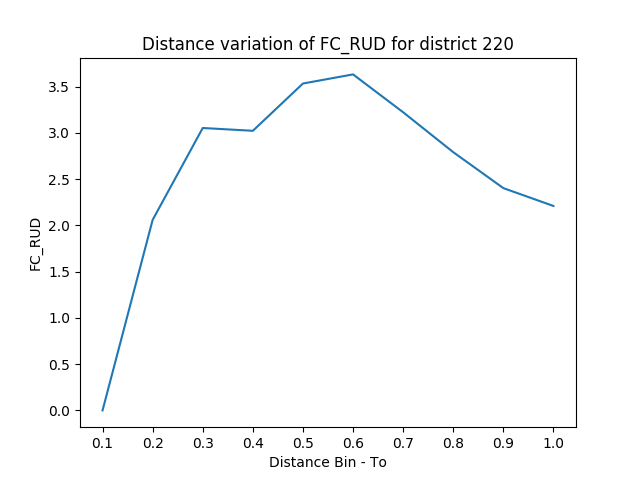 Distance variation of FC_RUD for district 220
3.5
3.0
2.5
2.0
1.5
1.0
0.5
0.0
FC_RUD
0.1 0.2 0.3 0.4 0.5 0.6 0.7 0.8 0.9 1.0
Distance Bin - To